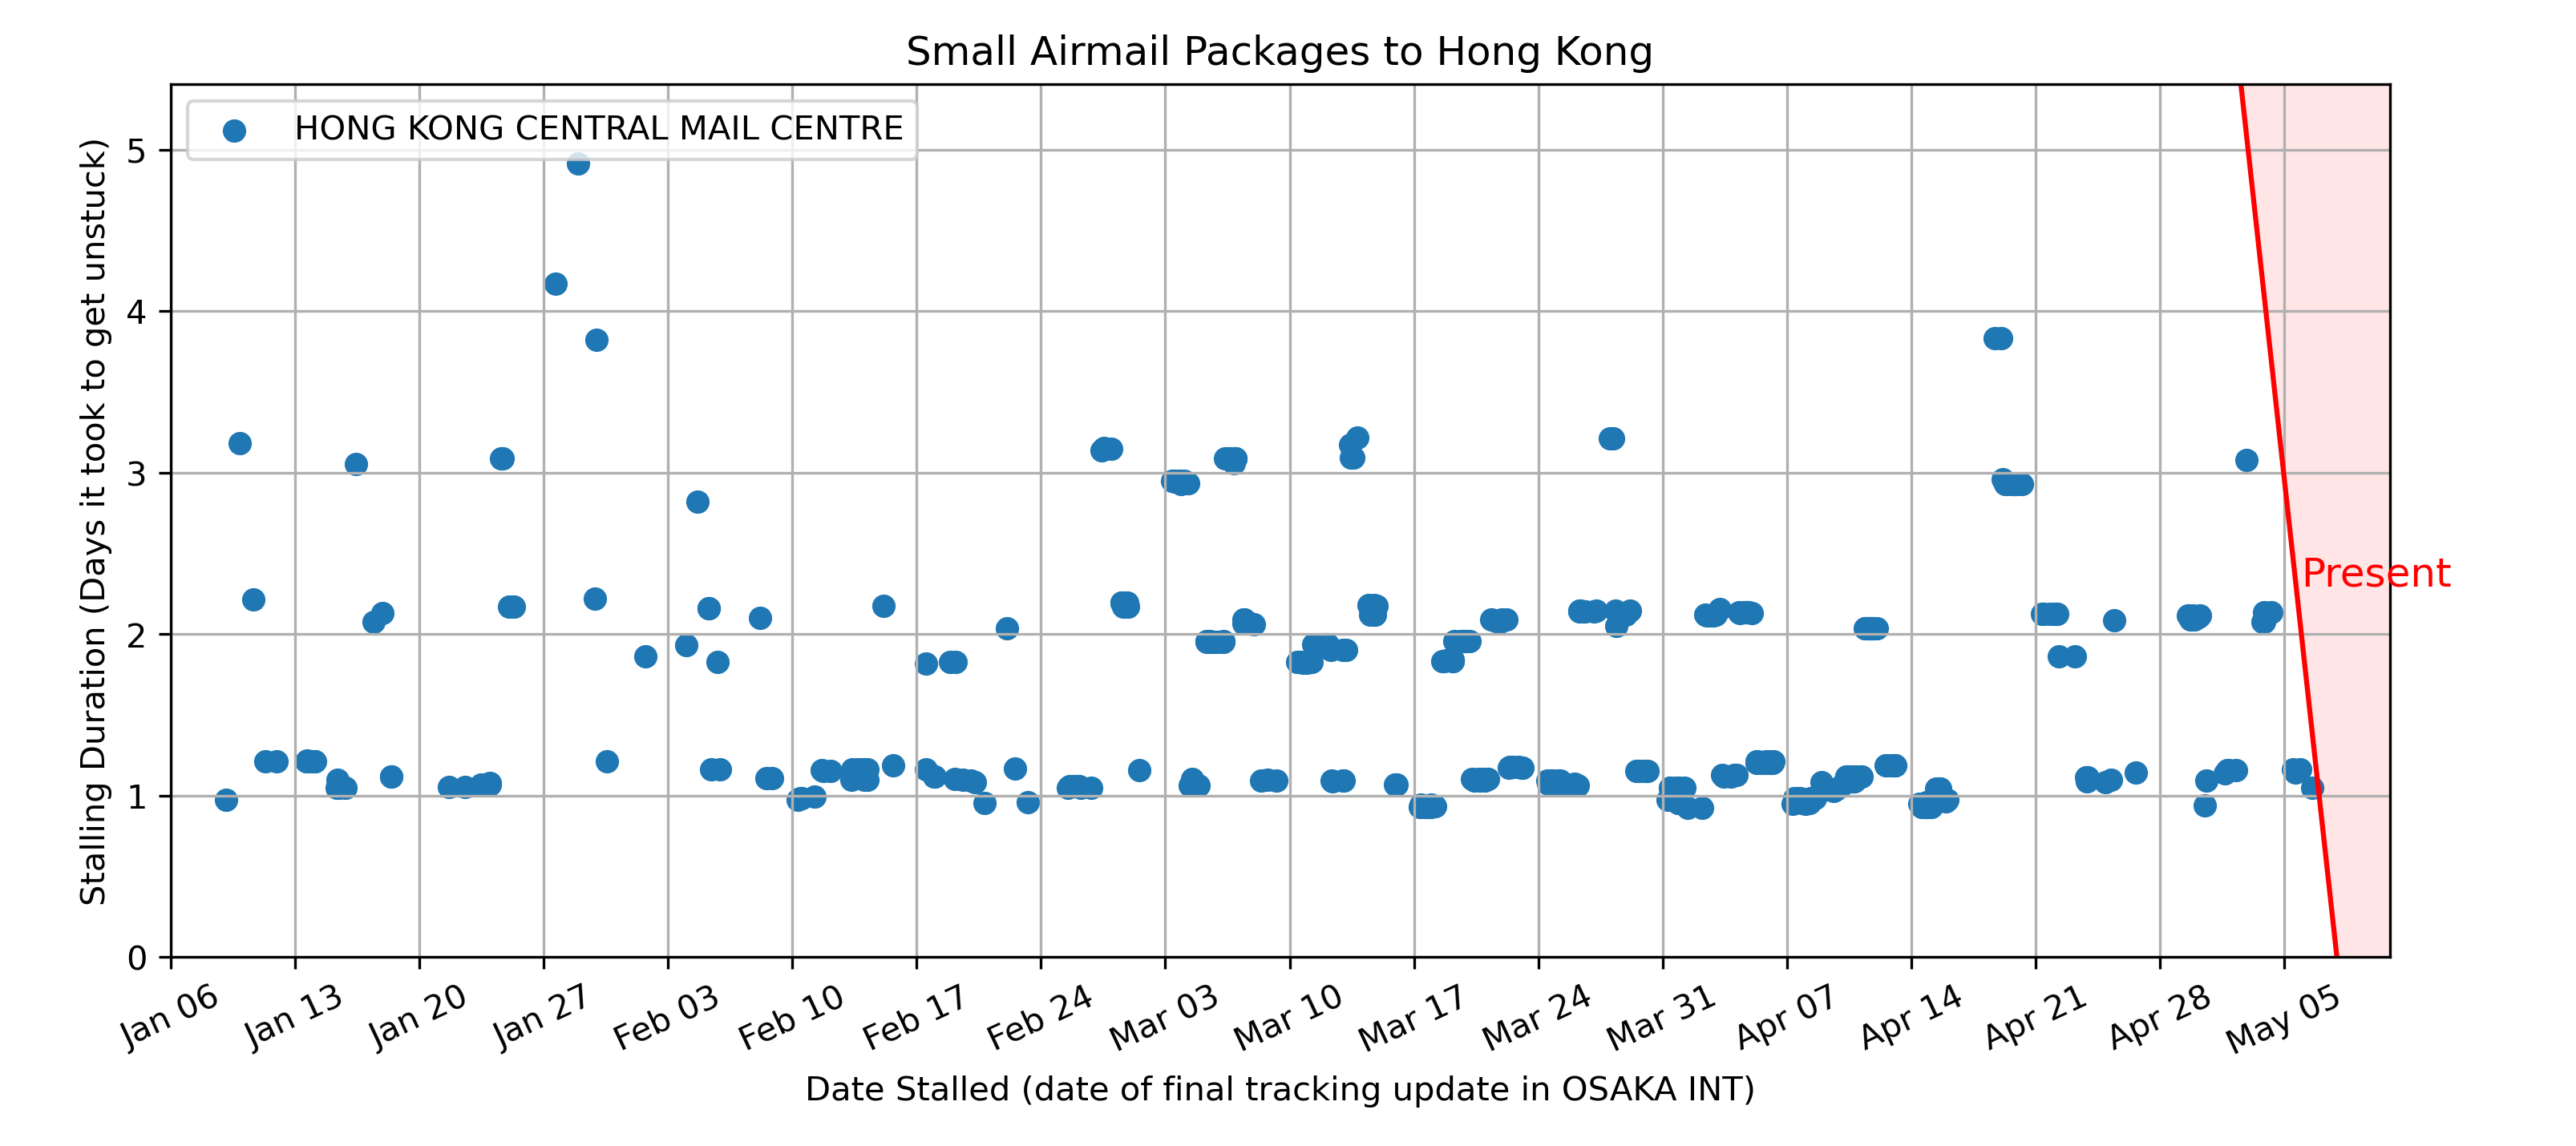 Small Airmail Packages to Hong Kong
HONG KONG CENTRAL MAIL CENTRE
Stalling Duration (Days it took to get unstuck)
5
4
3
2
1
0
Present
Jan 06
Jan 13
Jan 20
Jan 27
Feb 03
Feb 10
Feb 17
Feb 24
Mar 03
Mar 10
Mar 17
Mar 24
Mar 31
Apr 07
Apr 14
Apr 21
Apr 28
May 05
Date Stalled (date of final tracking update in OSAKA INT)